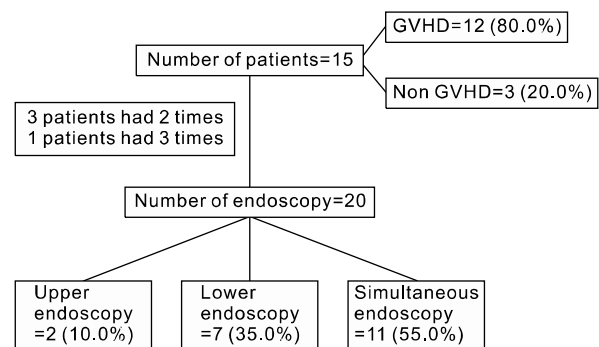 GVHD=12 (80.0%)
Number of patients=15
Non GVHD=3 (20.0%)
3 patients had 2 times
1 patients had 3 times
Number of endoscopy=20
Upper
endoscopy
=2 (10.0%)
Lower
endoscopy
=7 (35.0%)
Simultaneous
endoscopy
=11 (55.0%)